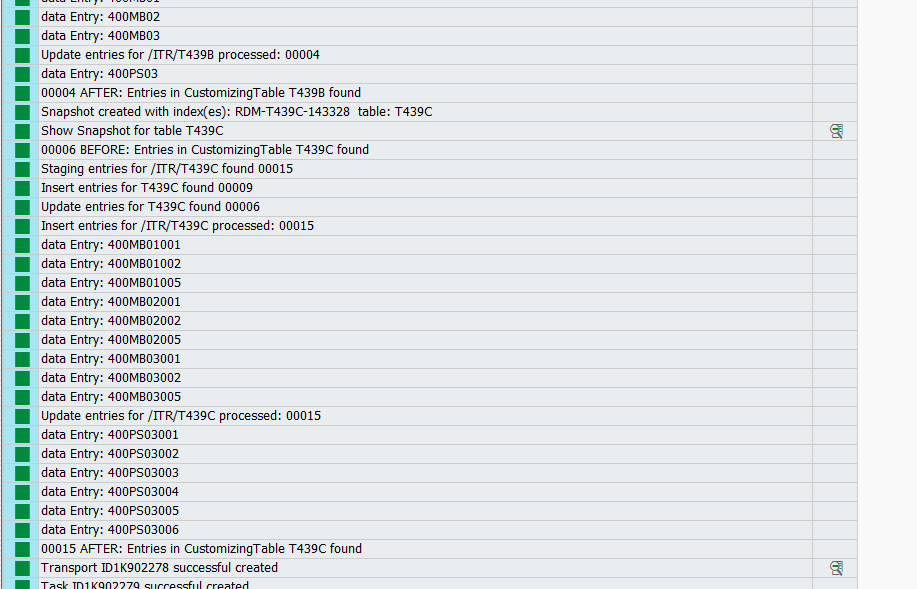 data Entry: 400MB01
data Entry: 400MB02
data Entry: 400MB03
Update entries for /ITR/T439B processed: 00004
data Entry: 400PS03
00004 AFTER: Entries in CustomizingTable T439B found
Snapshot created with index(es): RDM-T439C-143328  table: T439C
Show Snapshot for table T439C
00006 BEFORE: Entries in CustomizingTable T439C found
Staging entries for /ITR/T439C found 00015
Insert entries for T439C found 00009
Update entries for T439C found 00006
Insert entries for /ITR/T439C processed: 00015
data Entry: 400MB01001
data Entry: 400MB01002
data Entry: 400MB01005
data Entry: 400MB02001
data Entry: 400MB02002
data Entry: 400MB02005
data Entry: 400MB03001
data Entry: 400MB03002
data Entry: 400MB03005
Update entries for /ITR/T439C processed: 00015
data Entry: 400PS03001
data Entry: 400PS03002
data Entry: 400PS03003
data Entry: 400PS03004
data Entry: 400PS03005
data Entry: 400PS03006
00015 AFTER: Entries in CustomizingTable T439C found
Transport ID1K902278 successful created
Task ID1K902279 successful created